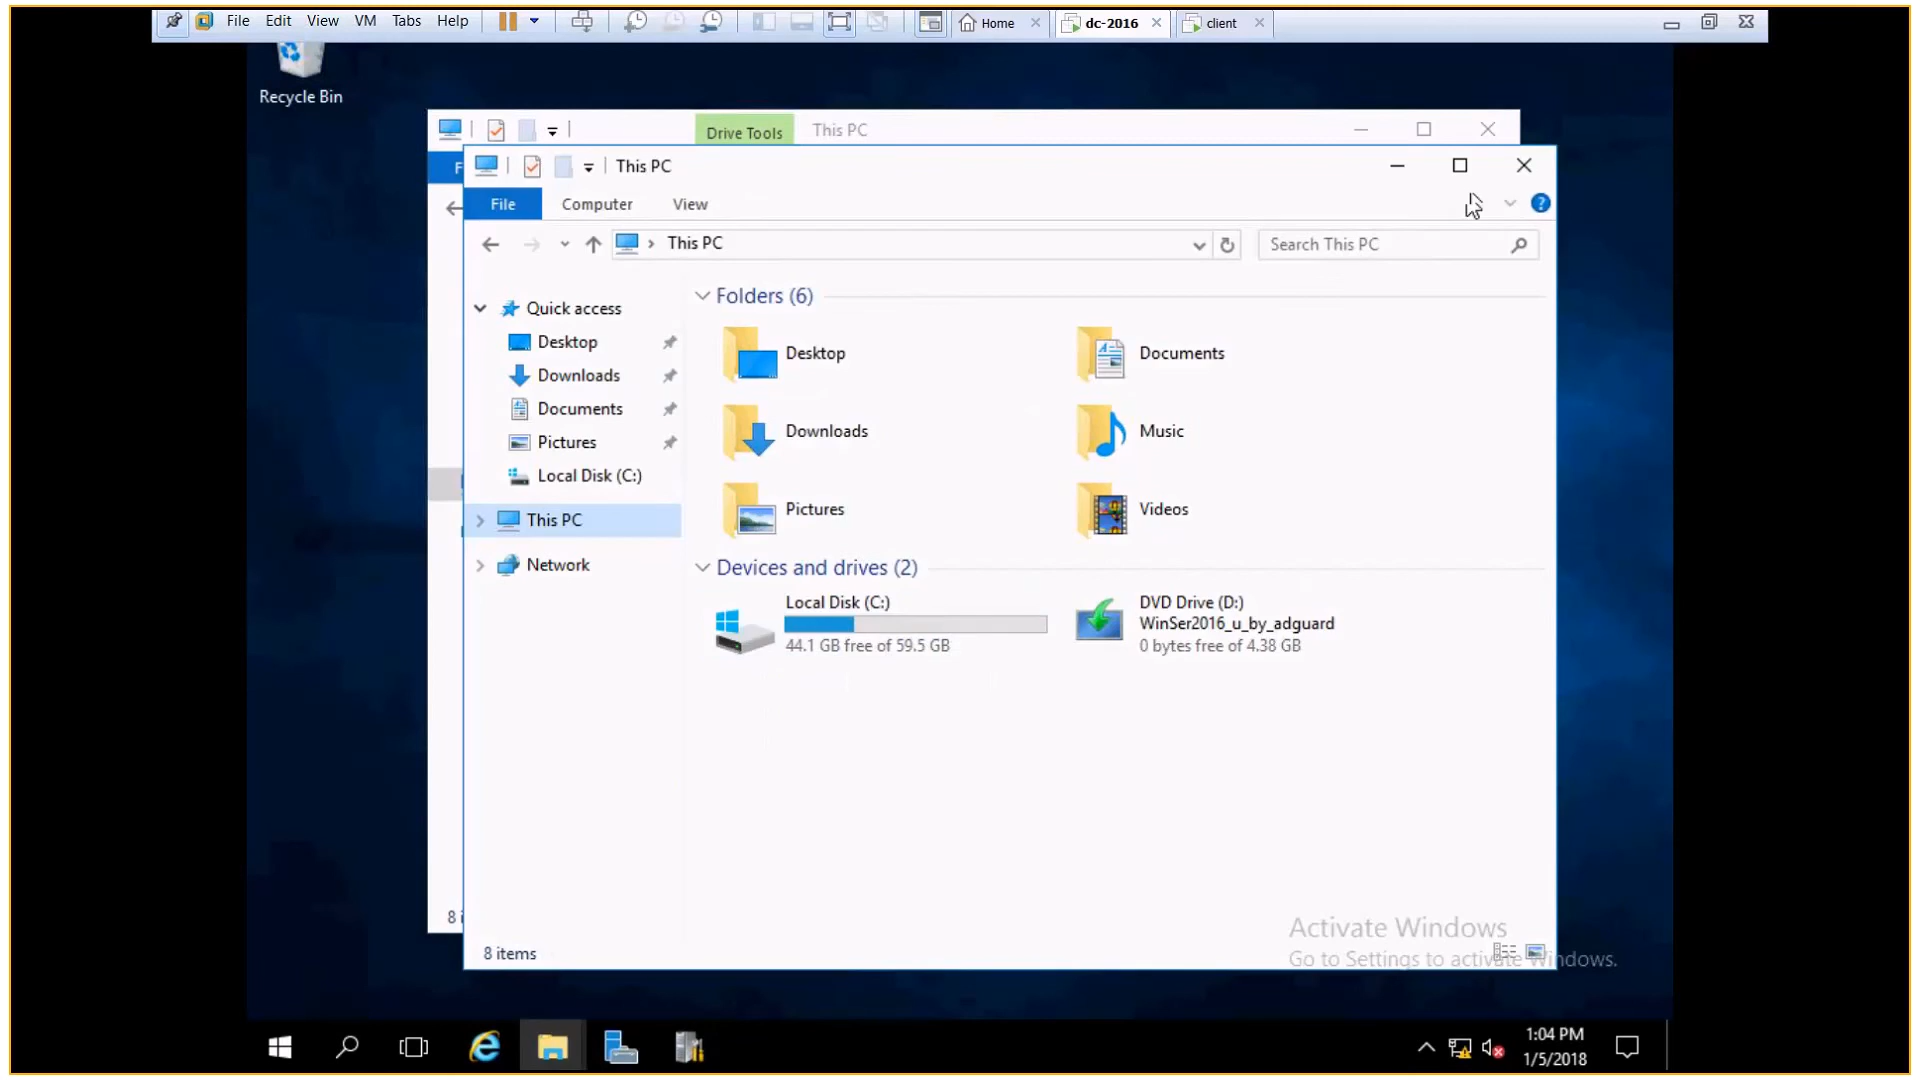 File Edit View VM Tabs Help
Home
dc-2016
client
Recycle Bin
Drive Tools This PC
This PC
File Computer View
This PC
Search This PC
Quick access
Desktop
Downloads
Documents
Pictures
Local Disk (C:)
This PC
Network
Folders (6)
Desktop
Documents
Downloads
Music
Pictures
Videos
Devices and drives (2)
Local Disk (C:)
44.1 GB free of 59.5 GB
DVD Drive (D:)
WinSer2016_u_by_adguard
0 bytes free of 4.38 GB
8 items
Activate Windows
Go to Settings to activate Windows.
1:04 PM
1/5/2018